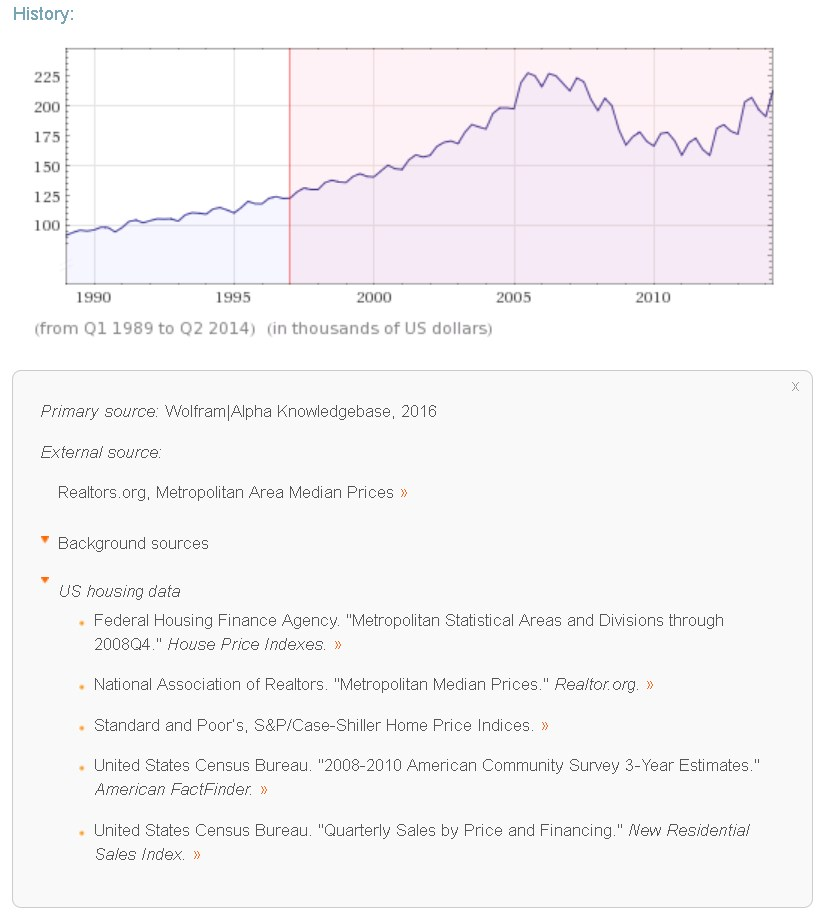 History:
225
200
175
150
125
100
1990 1995 2000 2005 2010
(from Q1 1989 to Q2 2014) (in thousands of US dollars)
x
Primary source: Wolfram|Alpha Knowledgebase, 2016
External source:
Realtors.org, Metropolitan Area Median Prices »
Background sources
US housing data
Federal Housing Finance Agency. "Metropolitan Statistical Areas and Divisions through
2008Q4." House Price Indexes. »
National Association of Realtors. "Metropolitan Median Prices." Realtor.org. »
Standard and Poor's, S&P/Case-Shiller Home Price Indices. »
United States Census Bureau. "2008-2010 American Community Survey 3-Year Estimates."
American FactFinder. »
United States Census Bureau. "Quarterly Sales by Price and Financing." New Residential
Sales Index. »